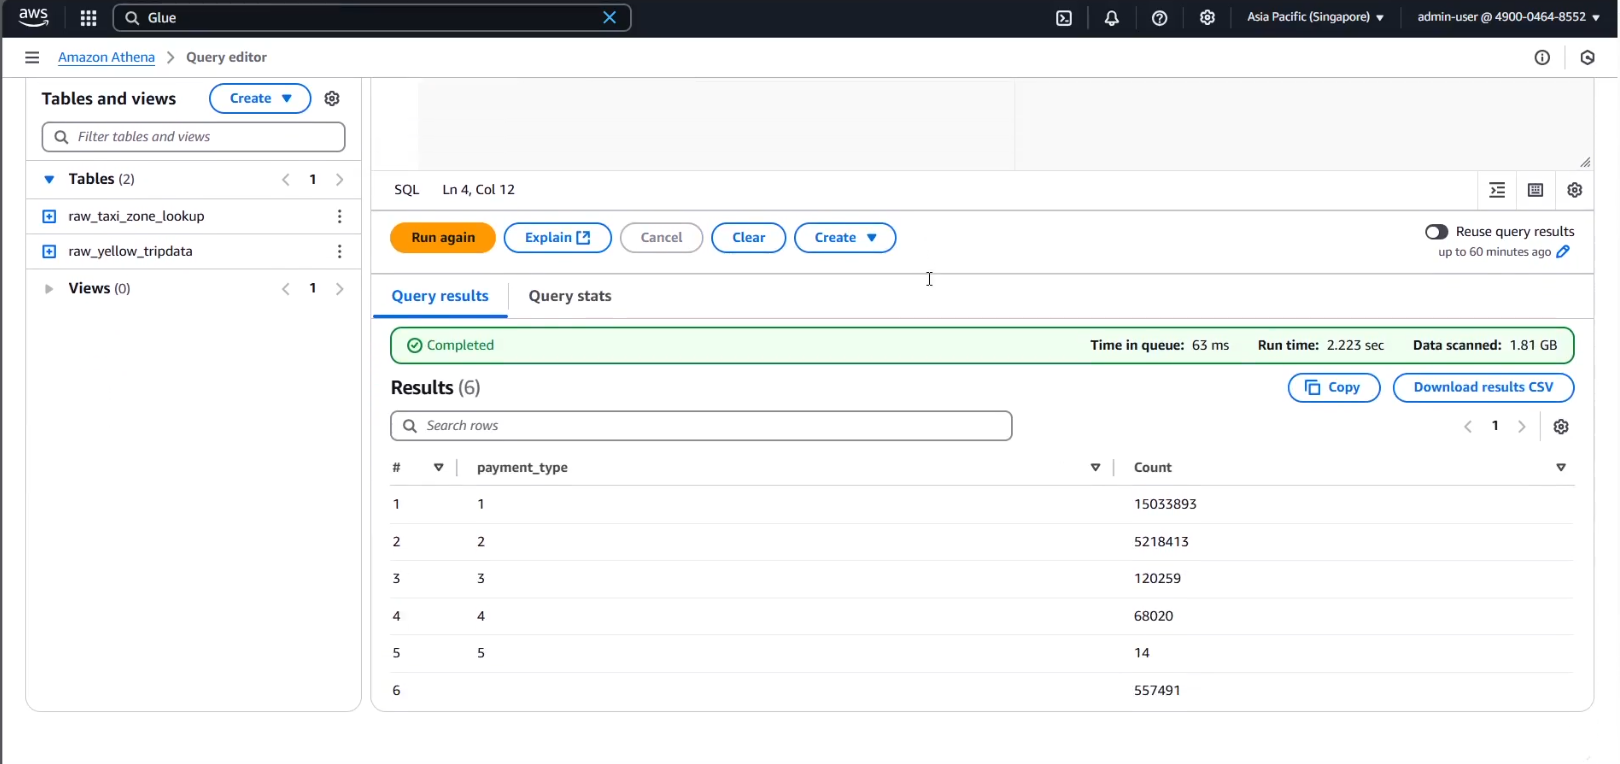 aws
Glue
Asia Pacific (Singapore)
admin-user @ 4900-0464-8552
Amazon Athena
Query editor
Tables and views
Create
Filter tables and views
Tables (2)
1
raw_taxi_zone_lookup
raw_yellow_tripdata
Views (0)
1
SQL
Ln 4, Col 12
Run again
Explain
Cancel
Clear
Create
Reuse query results
up to 60 minutes ago
Query results
Query stats
Completed
Time in queue: 63 ms
Run time: 2.223 sec
Data scanned: 1.81 GB
Results (6)
Copy
Download results CSV
Search rows
1
# payment_type Count
1 1 15033893
2 2 5218413
3 3 120259
4 4 68020
5 5 14
6 557491